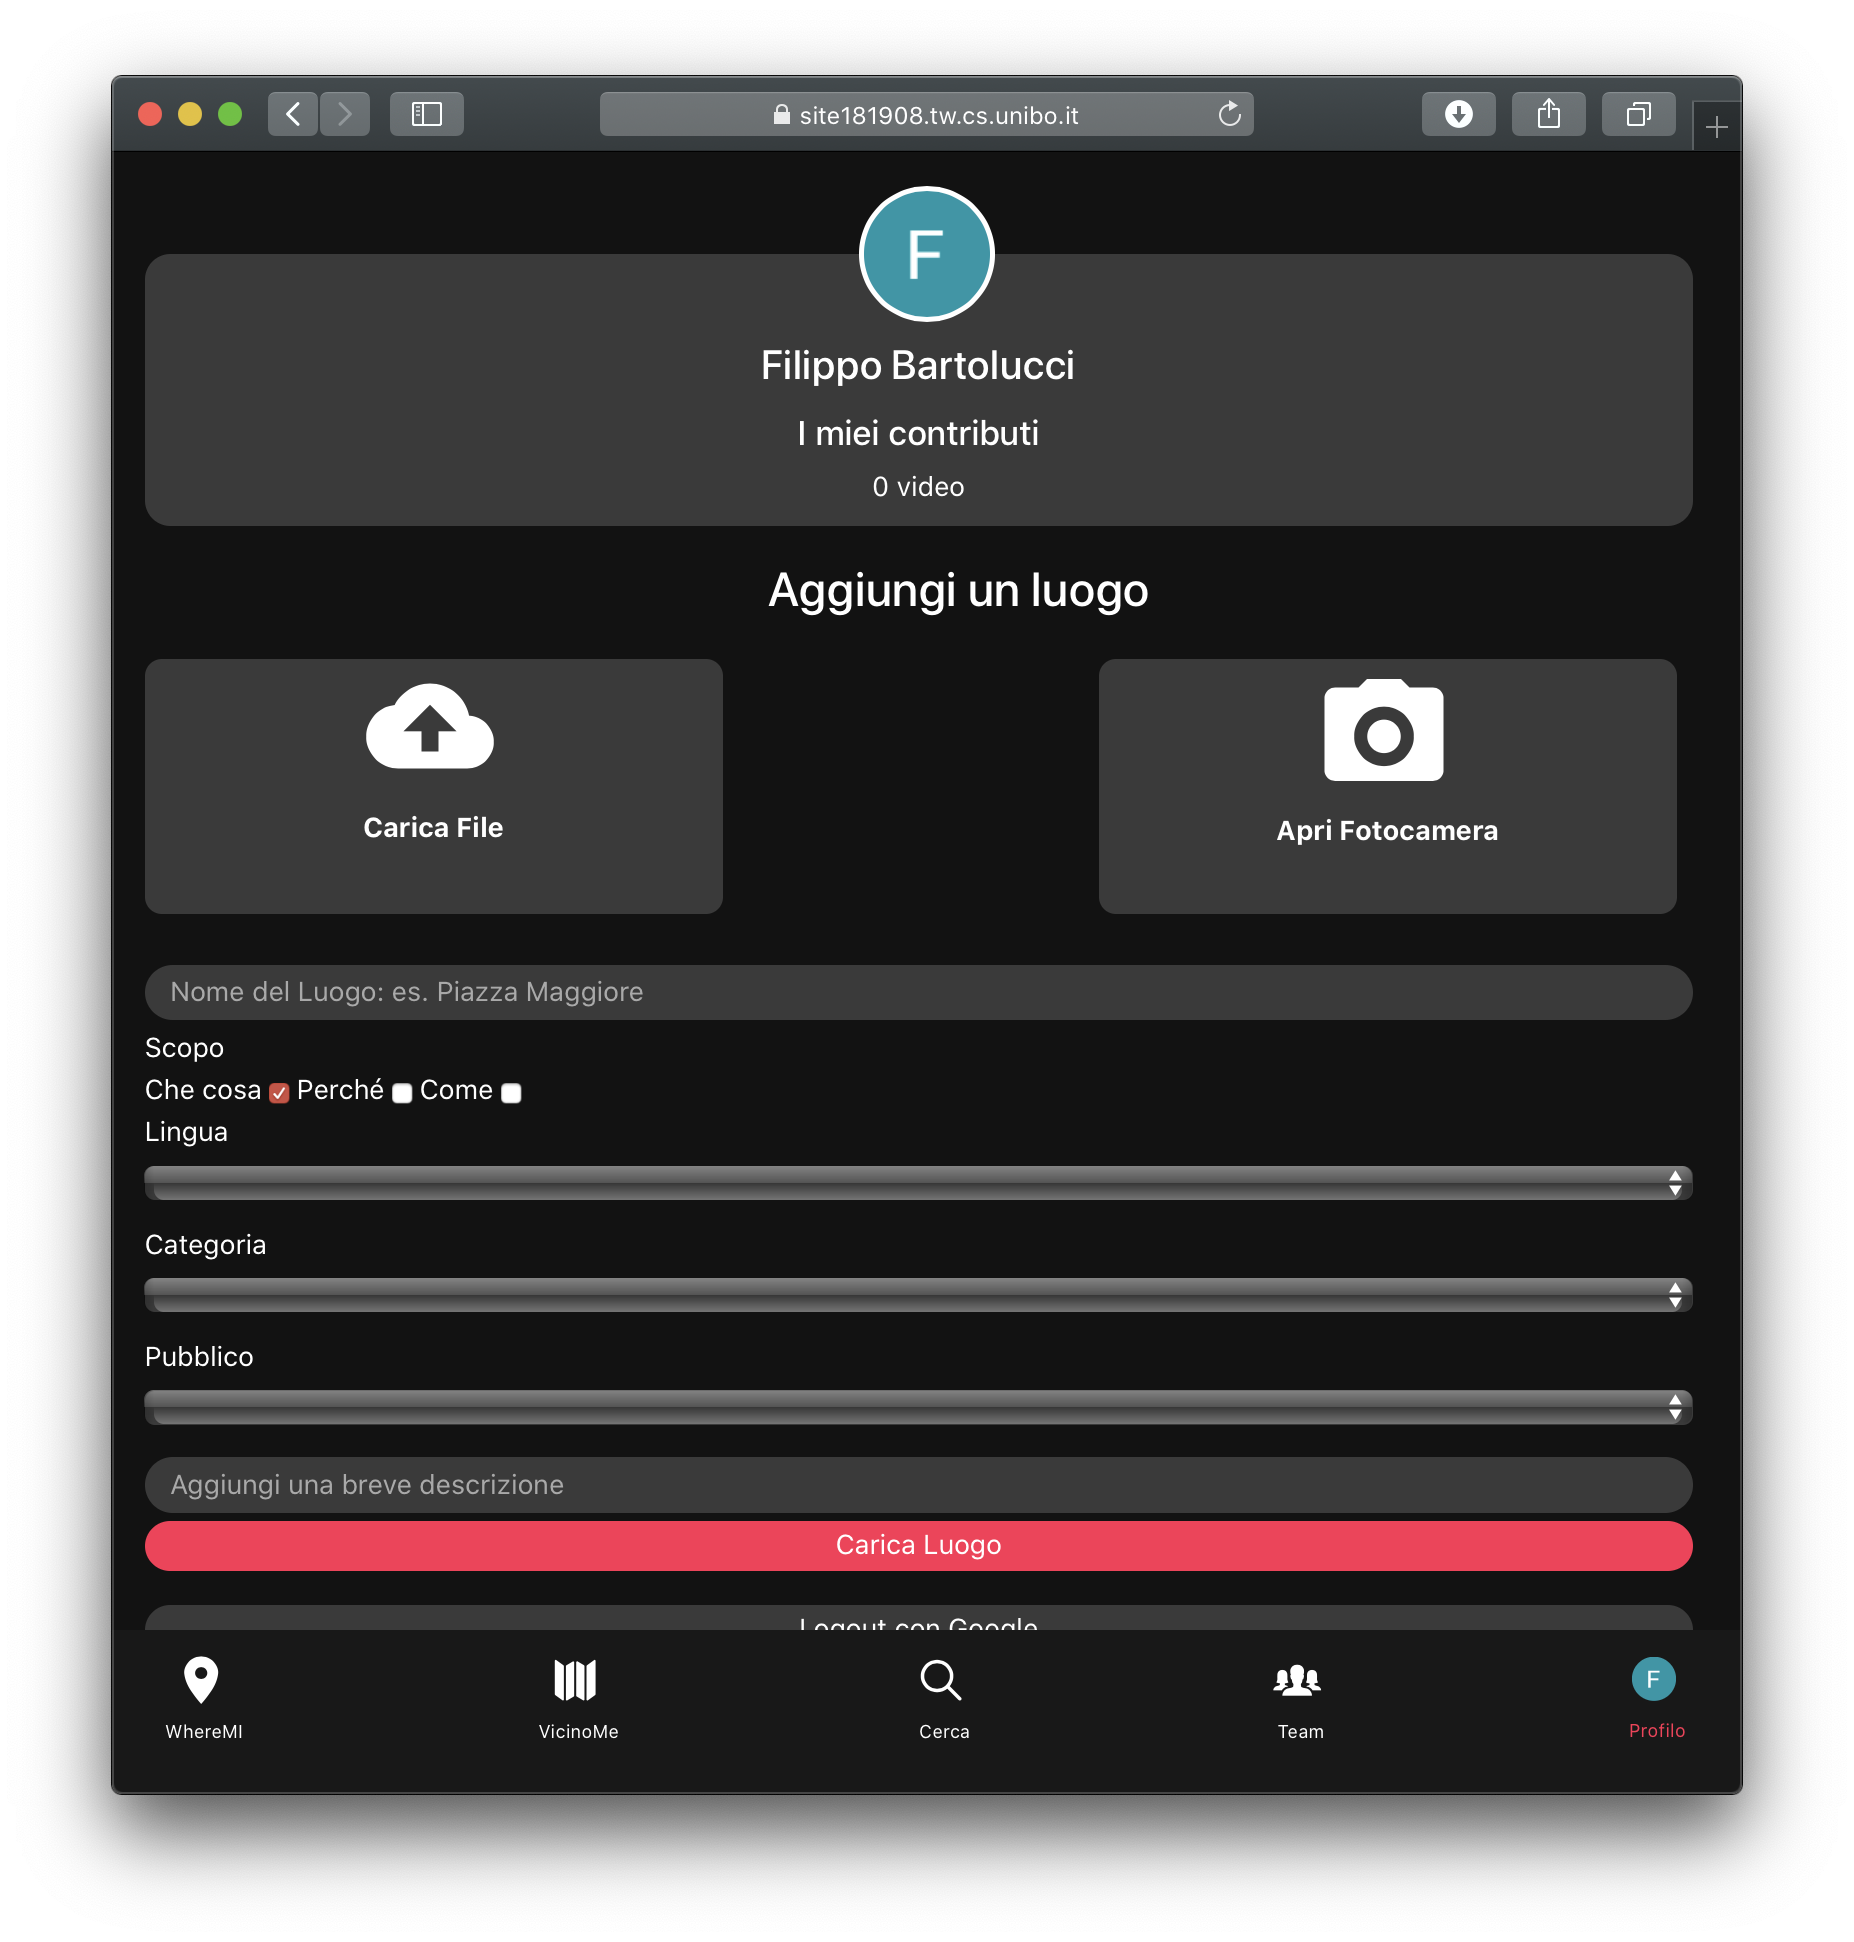 site181908.tw.cs.unibo.it
F
Filippo Bartolucci
I miei contributi
0 video
Aggiungi un luogo
Carica File
Apri Fotocamera
Nome del Luogo: es. Piazza Maggiore
Scopo
Che cosa Perché Come
Lingua
Categoria
Pubblico
Aggiungi una breve descrizione
Carica Luogo
Logout con Google
F
WhereMI VicinoMe Cerca Team Profilo